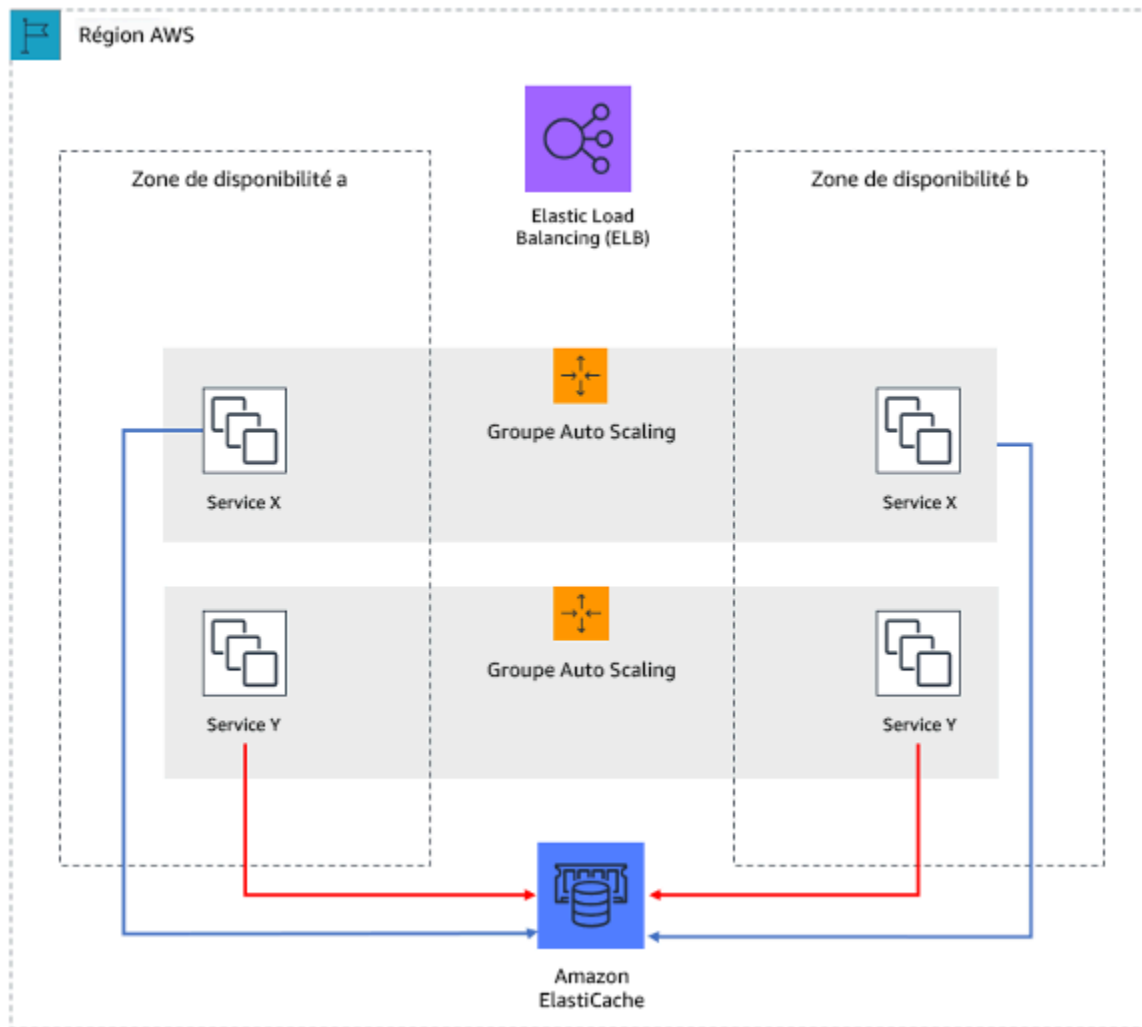 Région AWS
Zone de disponibilité a
Zone de disponibilité b
Elastic Load
Balancing (ELB)
Groupe Auto Scaling
Service X
Service X
Groupe Auto Scaling
Service Y
Service Y
Amazon
ElastiCache